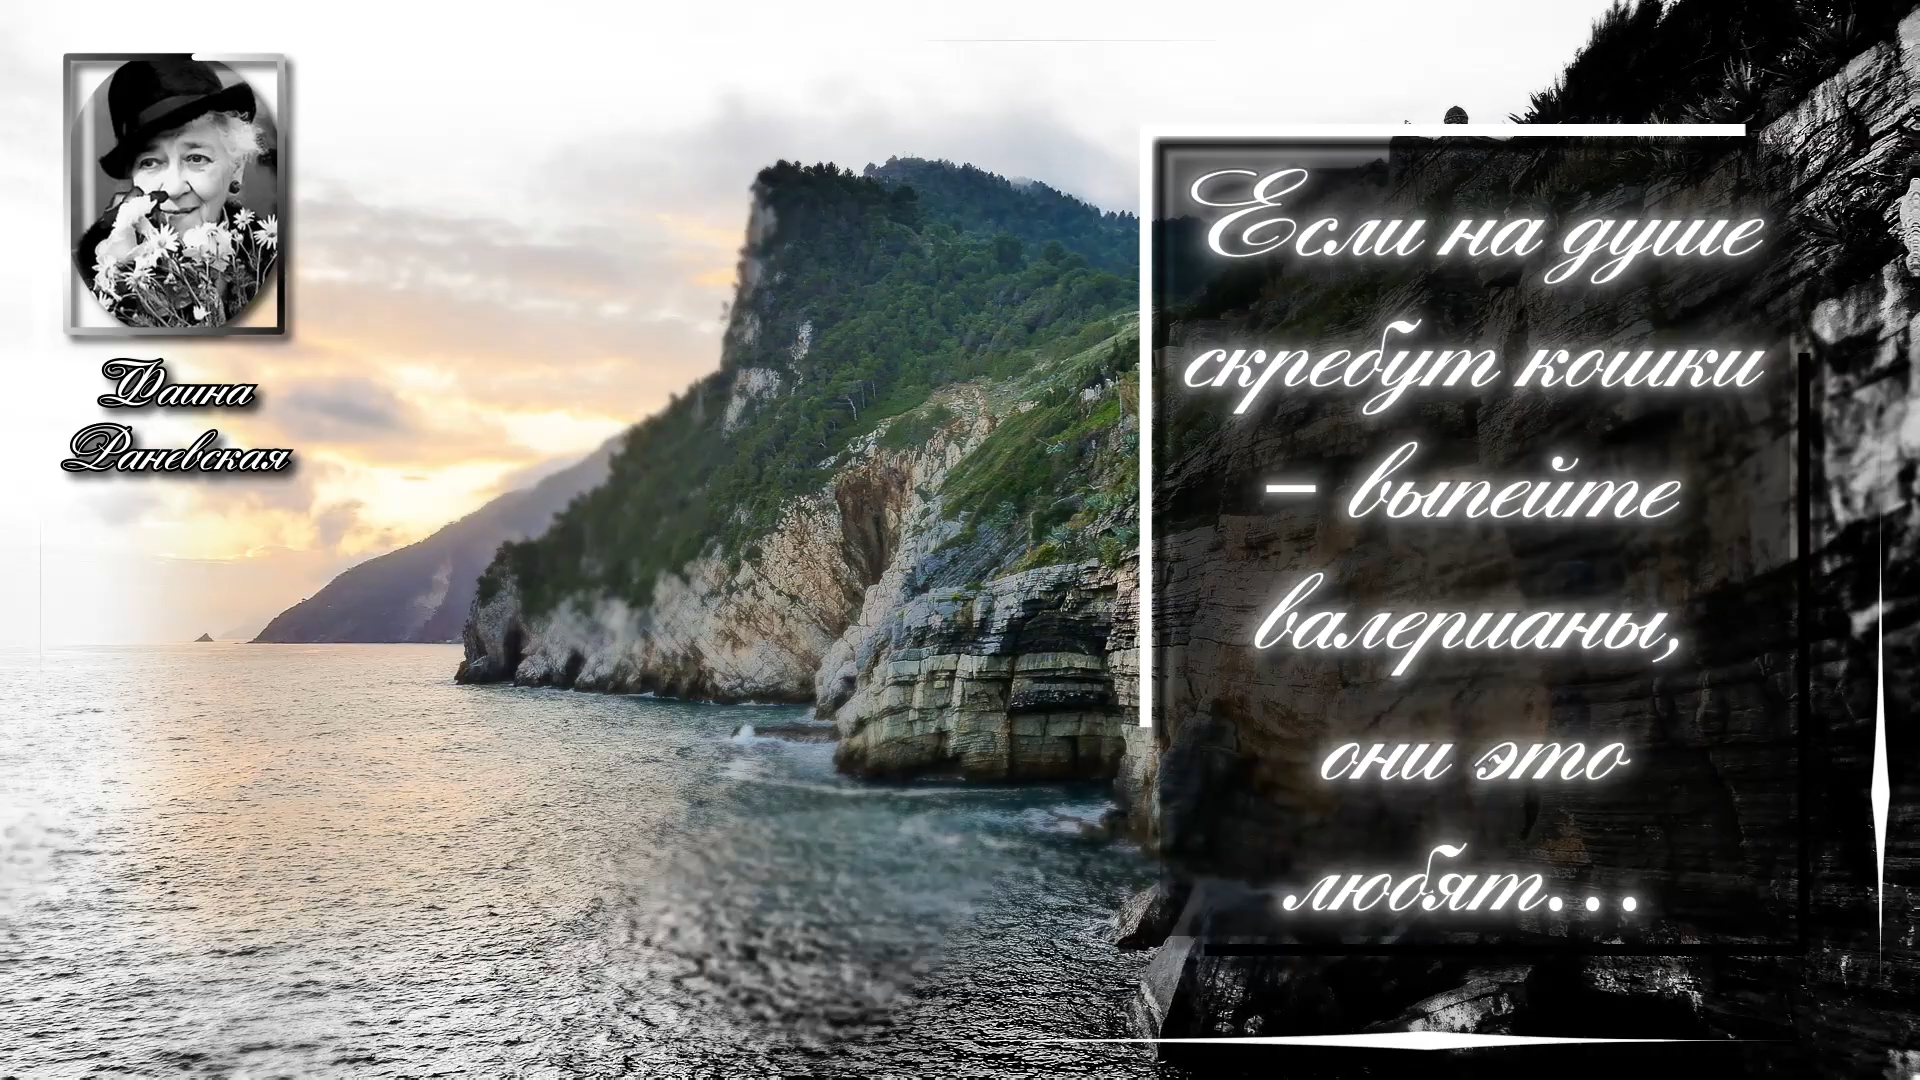 Фаина
Раневская
Если на душе
скребут кошки
– выпейте
валерианы,
они это
любят...